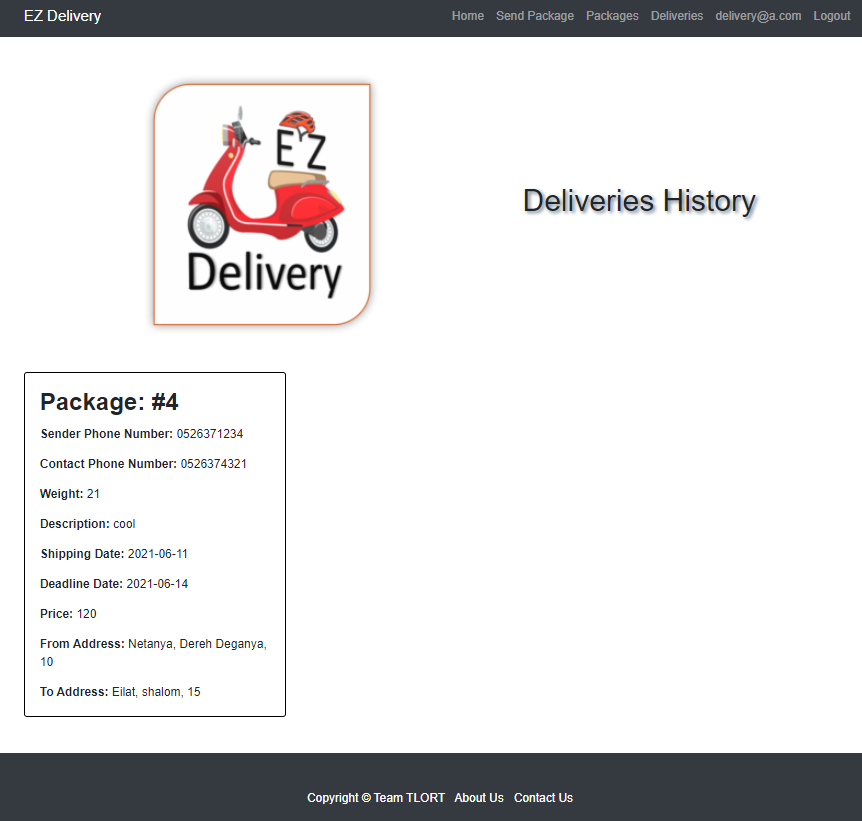 EZ Delivery
Home Send Package Packages Deliveries delivery@a.com Logout
EZ
Delivery
Deliveries History
Package: #4
Sender Phone Number: 0526371234
Contact Phone Number: 0526374321
Weight: 21
Description: cool
Shipping Date: 2021-06-11
Deadline Date: 2021-06-14
Price: 120
From Address: Netanya, Dereh Deganya,
10
To Address: Eilat, shalom, 15
Copyright © Team TLORT About Us Contact Us